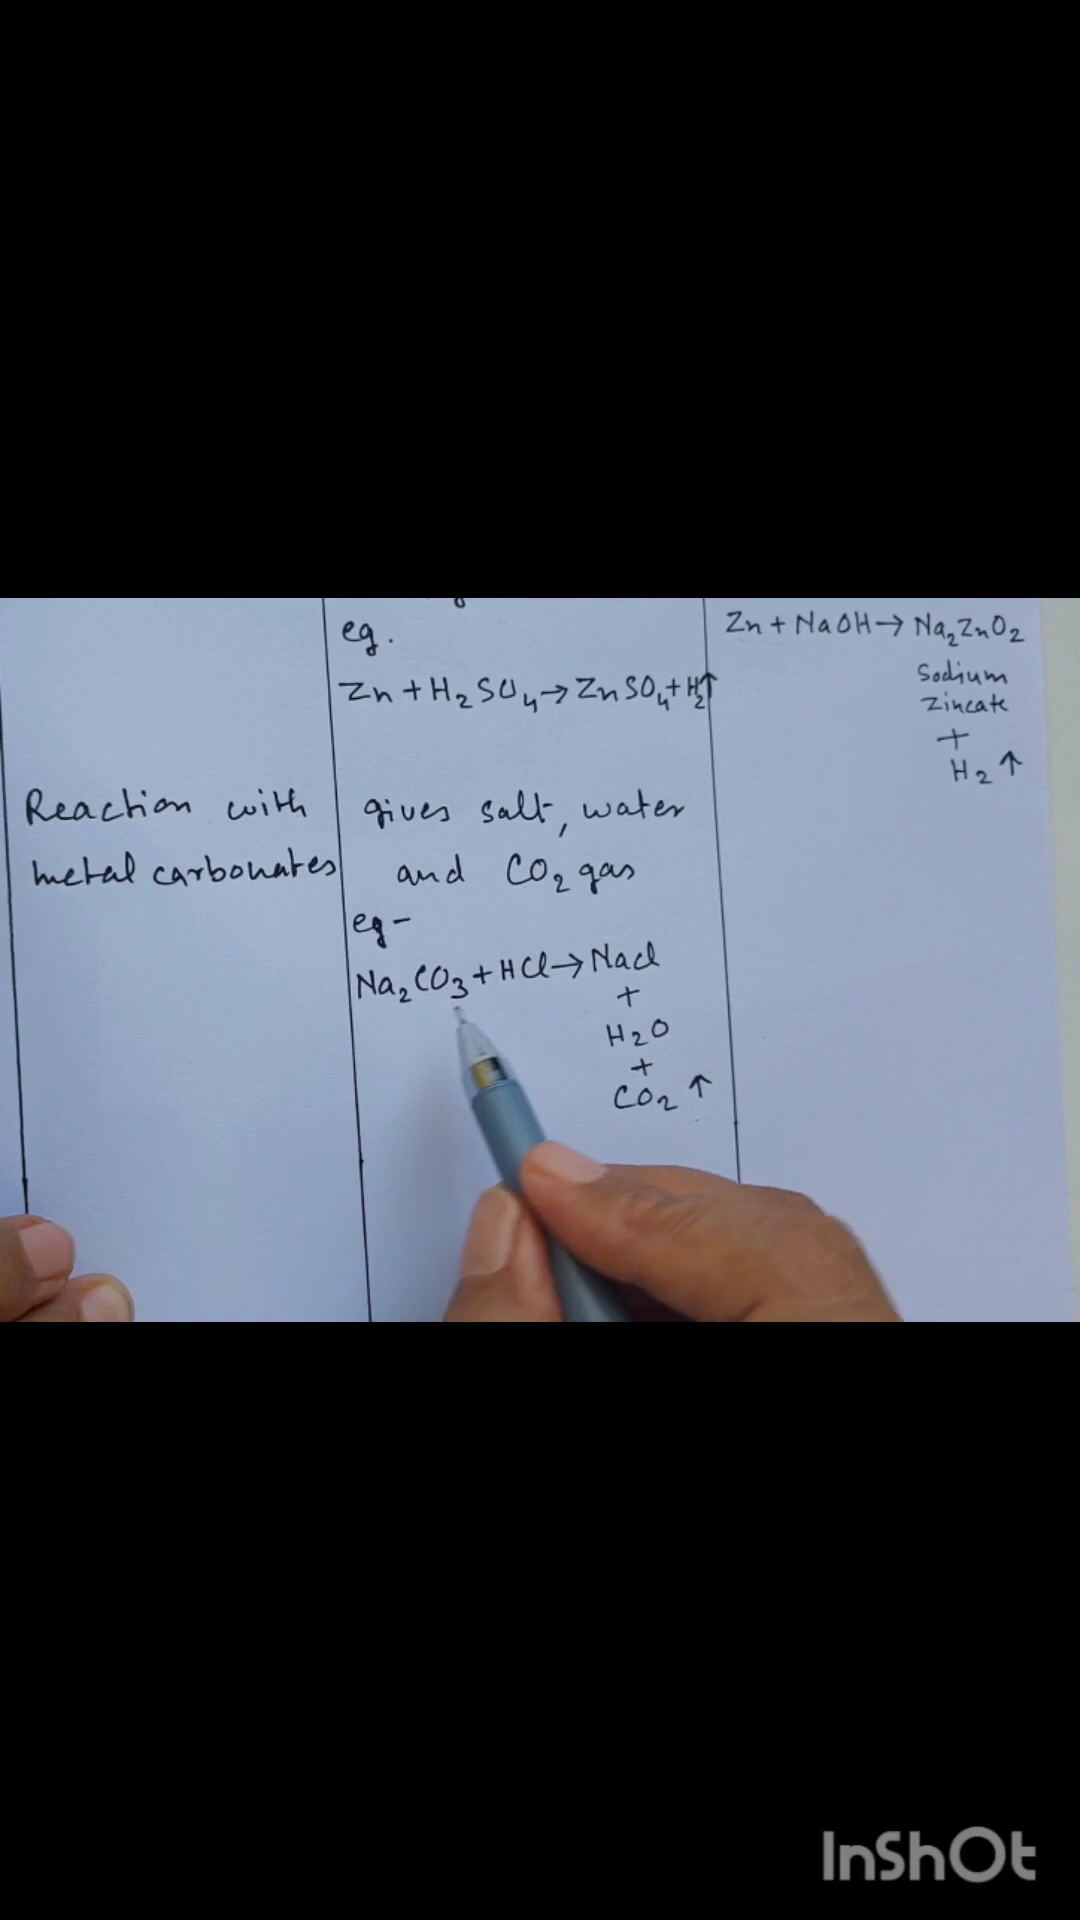 eg.
Zn + H₂SO₄ → ZnSO₄ + H₂↑
Zn + NaOH → Na₂ZnO₂
Sodium
Zincate
+
H₂ ↑
Reaction with
metal carbonates
gives salt, water
and CO₂ gas
eg-
Na₂CO₃ + HCl → NaCl
+
H₂O
+
CO₂ ↑
InShOt